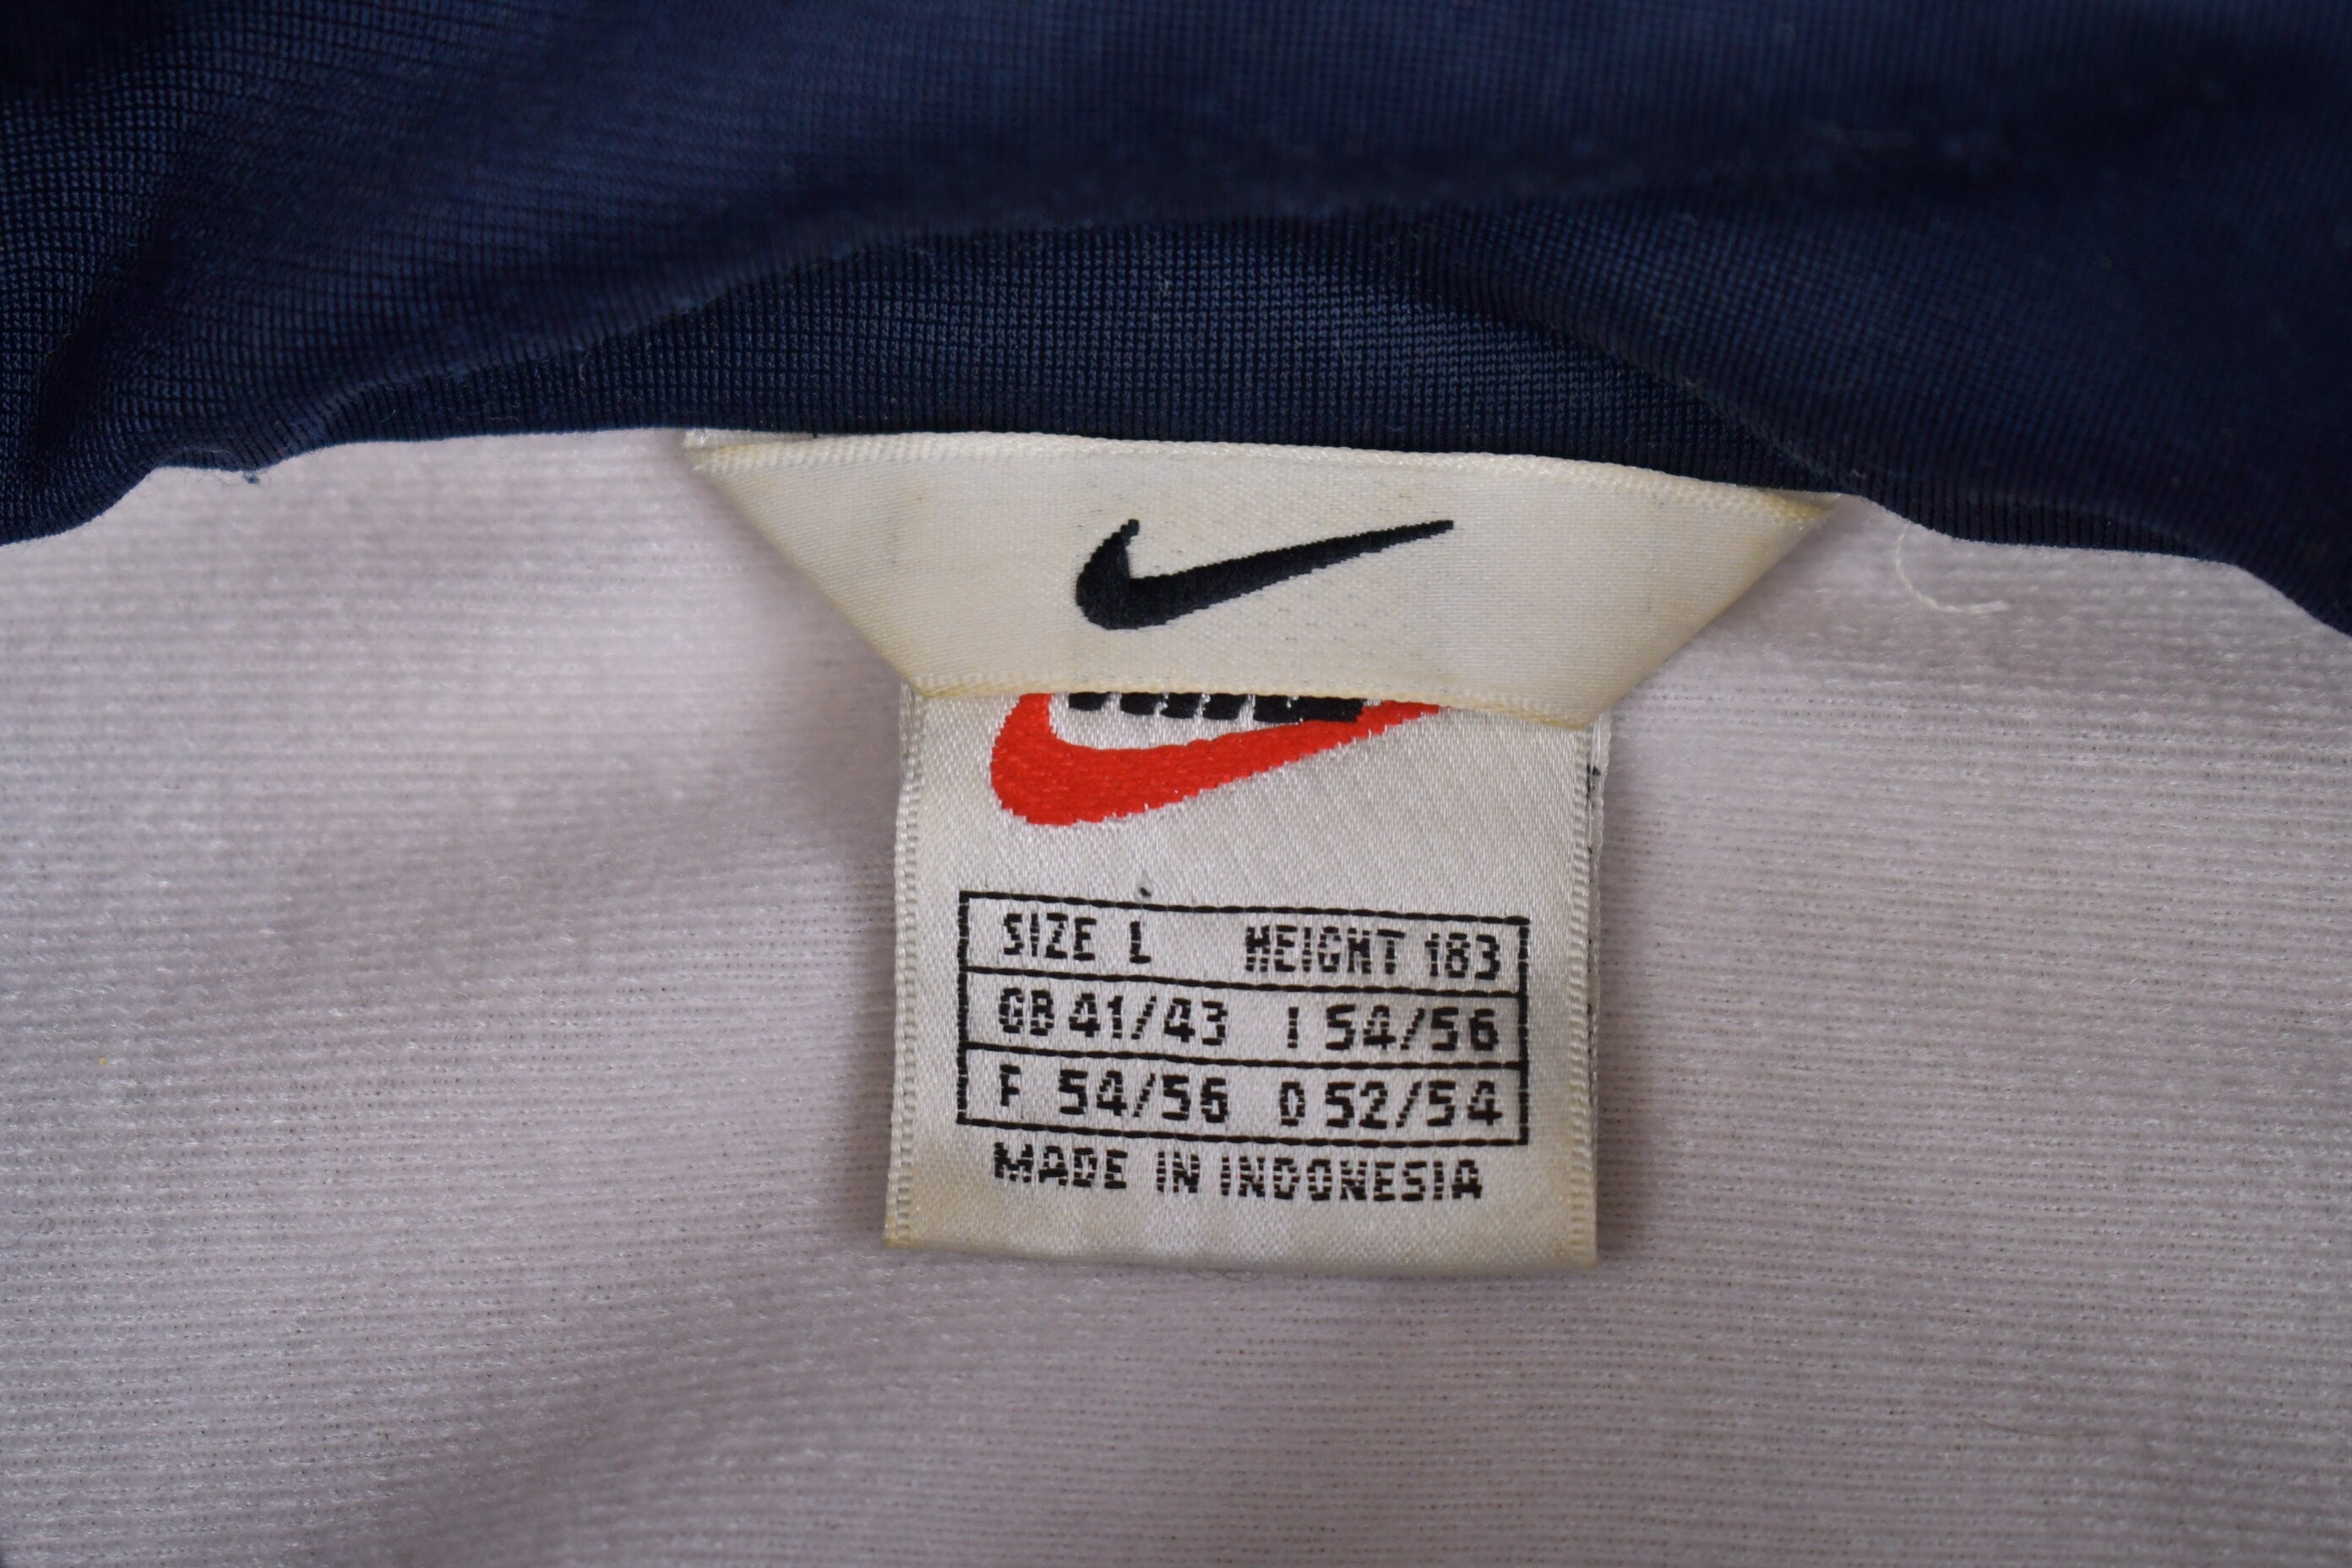 SIZE L HEIGHT 183
GB 41/43 I 54/56
F 54/56 D 52/54
MADE IN INDONESIA